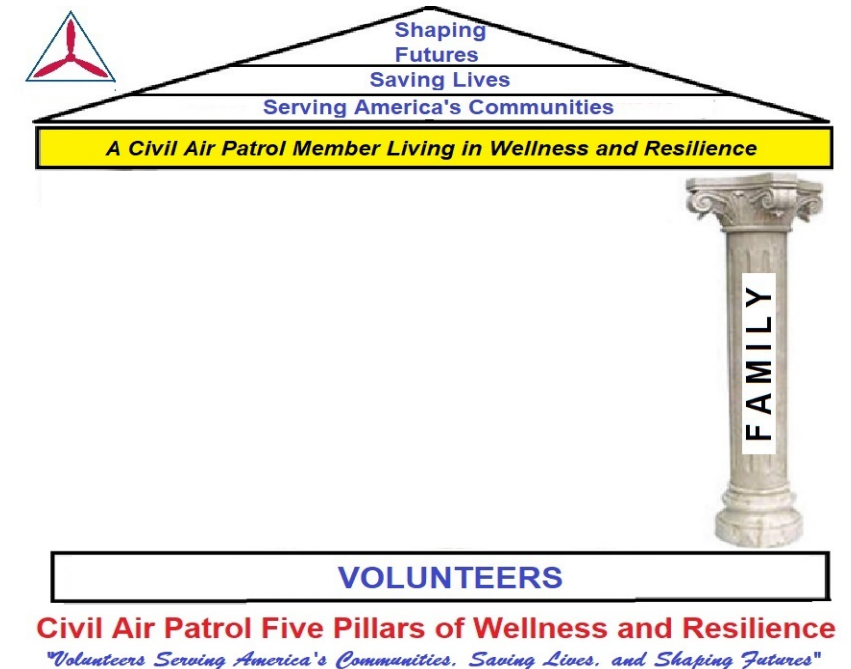 Shaping
Futures
Saving Lives
Serving America's Communities
A Civil Air Patrol Member Living in Wellness and Resilience
FAMILY
VOLUNTEERS
Civil Air Patrol Five Pillars of Wellness and Resilience
"Volunteers Serving America's Communities, Saving Lives, and Shaping Futures"